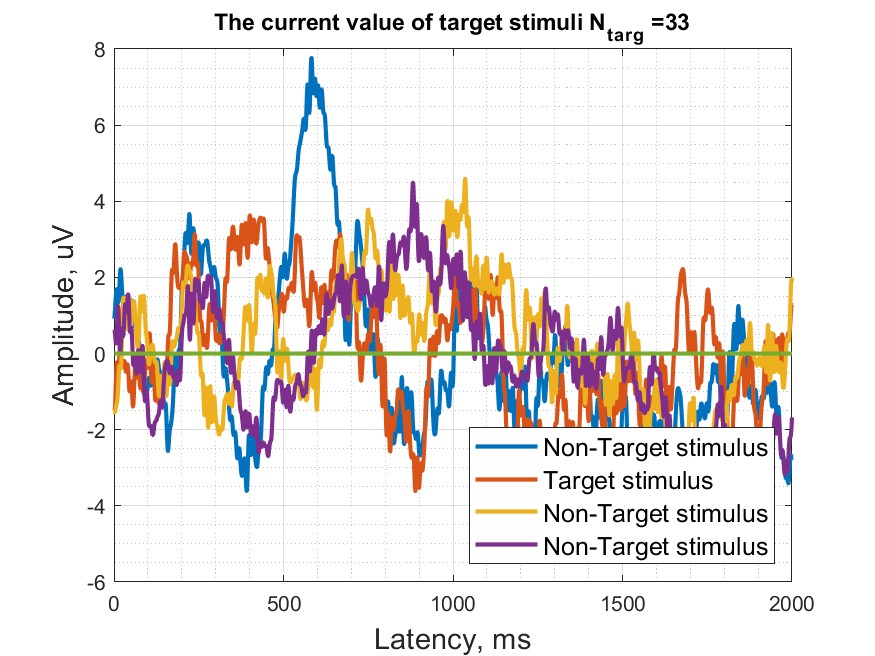 The current value of target stimuli N_targ =33
8
6
4
2
0
-2
-4
-6
Amplitude, uV
Non-Target stimulus
Target stimulus
Non-Target stimulus
Non-Target stimulus
0 500 1000 1500 2000
Latency, ms